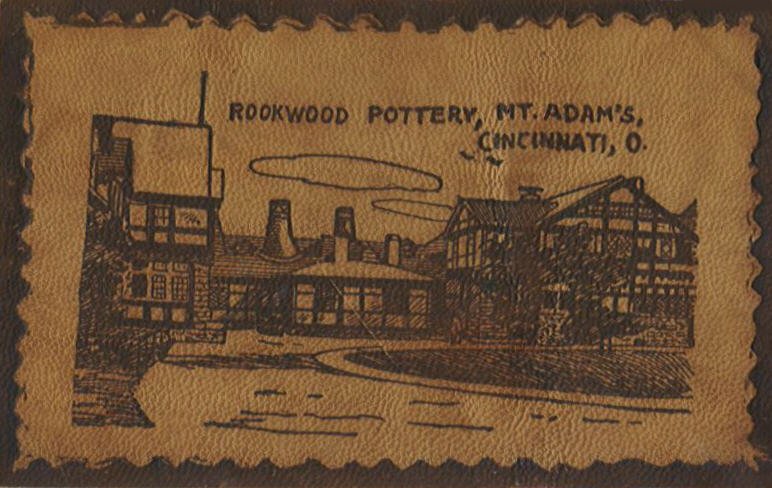 ROOKWOOD POTTERY, MT. ADAM'S,
CINCINNATI, O.